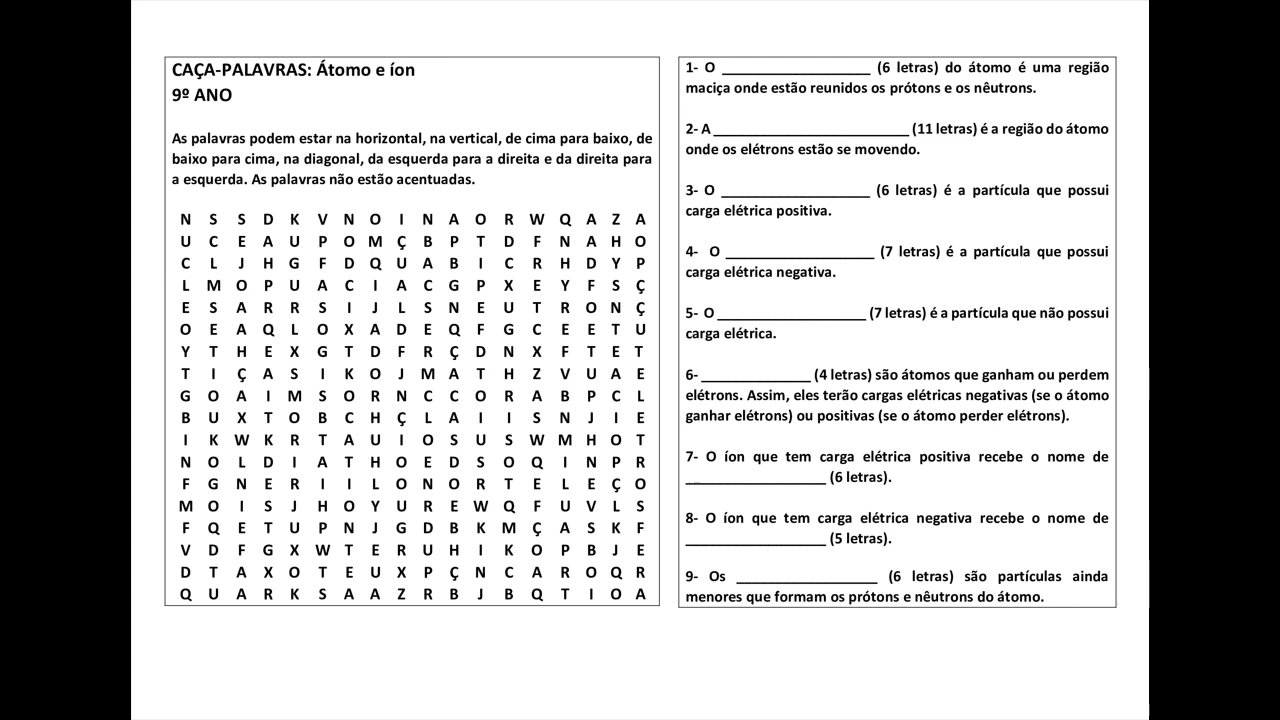 CAÇA-PALAVRAS: Átomo e íon
9º ANO
As palavras podem estar na horizontal, na vertical, de cima para baixo, de
baixo para cima, na diagonal, da esquerda para a direita e da direita para
a esquerda. As palavras não estão acentuadas.
N S S D K V N O I N A O R W Q A Z A
U C E A U P O M Ç B P T D F N A H O
C L J H G F D Q U A B I C R H D Y P
L M O P U A C I A C G P X E Y F S Ç
E S A R R S I J L S N E U T R O N Ç
O E A Q L O X A D E Q F G C E E T U
Y T H E X G T D F R Ç D N X F T E T
T I Ç A S I K O J M A T H Z V U A E
G O A I M S O R N C C O R A B P C L
B U X T O B C H Ç L A I I S N J I E
I K W K R T A U I O S U S W M H O T
N O L D I A T H O E D S O Q I N P R
F G N E R I I L O N O R T E L E Ç O
M O I S J H O Y U R E W Q F U V L S
F Q E T U P N J G D B K M Ç A S K F
V D F G X W T E R U H I K O P B J E
D T A X O T E U X P Ç N C A R O Q R
Q U A R K S A A Z R B J B Q T I O A
1- O ___________________ (6 letras) do átomo é uma região
maciça onde estão reunidos os prótons e os nêutrons.
2- A _________________________ (11 letras) é a região do átomo
onde os elétrons estão se movendo.
3- O ___________________ (6 letras) é a partícula que possui
carga elétrica positiva.
4- O ___________________ (7 letras) é a partícula que possui
carga elétrica negativa.
5- O ___________________ (7 letras) é a partícula que não possui
carga elétrica.
6- ______________ (4 letras) são átomos que ganham ou perdem
elétrons. Assim, eles terão cargas elétricas negativas (se o átomo
ganhar elétrons) ou positivas (se o átomo perder elétrons).
7- O íon que tem carga elétrica positiva recebe o nome de
__________________ (6 letras).
8- O íon que tem carga elétrica negativa recebe o nome de
__________________ (5 letras).
9- Os __________________ (6 letras) são partículas ainda
menores que formam os prótons e nêutrons do átomo.